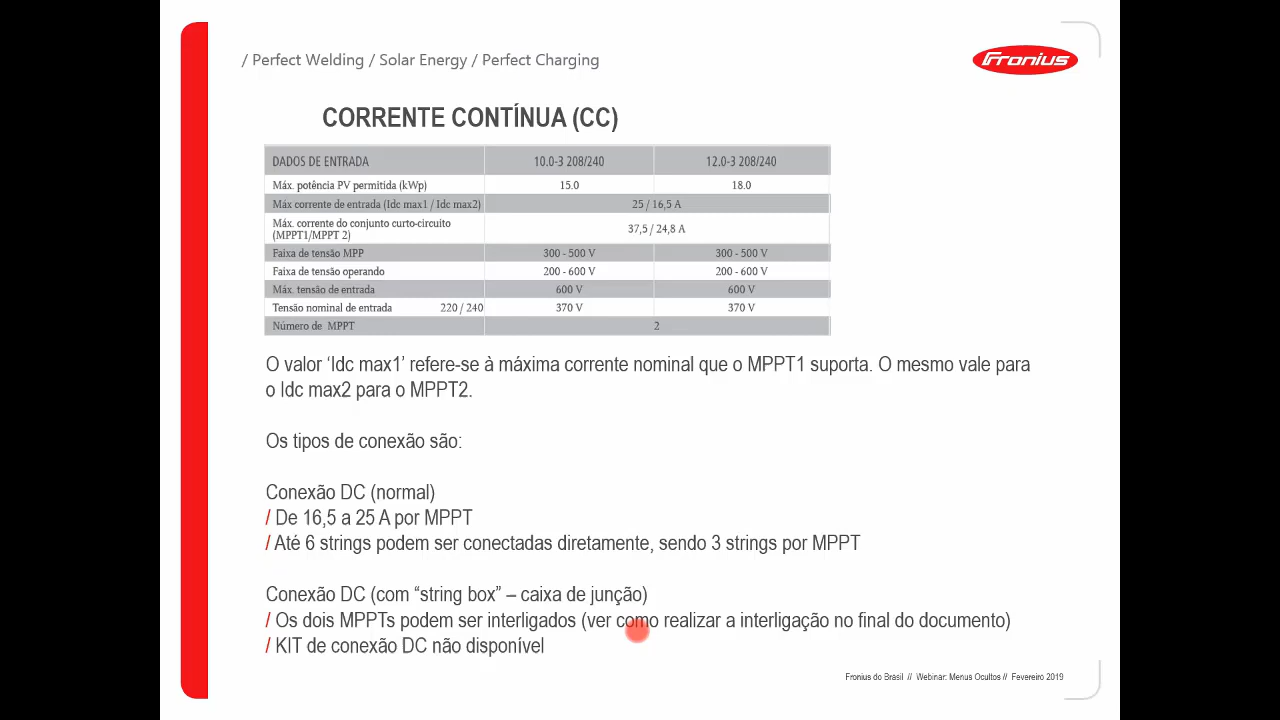 / Perfect Welding / Solar Energy / Perfect Charging
Fronius
CORRENTE CONTÍNUA (CC)
DADOS DE ENTRADA 10.0-3 208/240 12.0-3 208/240
Máx. potência PV permitida (kWp) 15.0 18.0
Máx corrente de entrada (Idc max1 / Idc max2) 25 / 16,5 A
Máx. corrente do conjunto curto-circuito
(MPPT1/MPPT 2) 37,5 / 24,8 A
Faixa de tensão MPP 300 - 500 V 300 - 500 V
Faixa de tensão operando 200 - 600 V 200 - 600 V
Máx. tensão de entrada 600 V 600 V
Tensão nominal de entrada 220 / 240 370 V 370 V
Número de MPPT 2
O valor ‘Idc max1’ refere-se à máxima corrente nominal que o MPPT1 suporta. O mesmo vale para
o Idc max2 para o MPPT2.
Os tipos de conexão são:
Conexão DC (normal)
/ De 16,5 a 25 A por MPPT
/ Até 6 strings podem ser conectadas diretamente, sendo 3 strings por MPPT
Conexão DC (com “string box” – caixa de junção)
/ Os dois MPPTs podem ser interligados (ver como realizar a interligação no final do documento)
/ KIT de conexão DC não disponível
Fronius do Brasil // Webinar: Menus Ocultos // Fevereiro 2019